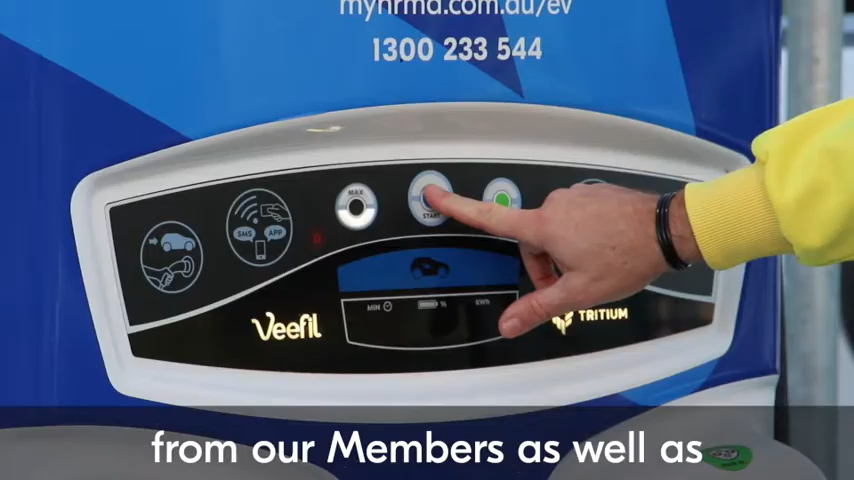 mynrma.com.au/ev
1300 233 544
MAX
START
SMS APP
MIN % kWh
Veefil
TRITIUM
from our Members as well as